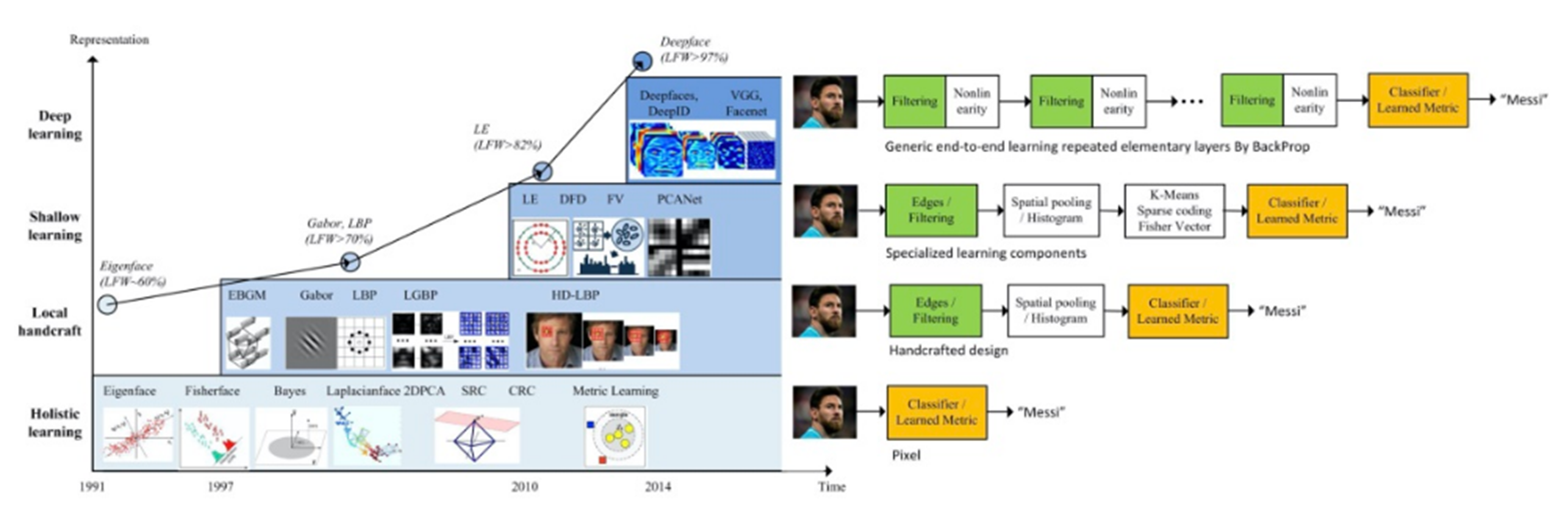 Representation
Deep
learning
Shallow
learning
Local
handcraft
Holistic
learning
Eigenface
(LFW~60%)
Gabor, LBP
(LFW>70%)
LE
(LFW>82%)
Deepface
(LFW>97%)
Deepfaces,
DeepID
VGG,
Facenet
LE DFD FV PCANet
EBGM Gabor LBP LGBP HD-LBP
Eigenface Fisherface Bayes Laplacianface 2DPCA SRC CRC Metric Learning
1991 1997 2010 2014 Time
Filtering
Nonlin
earity
Filtering
Nonlin
earity
...
Filtering
Nonlin
earity
Classifier /
Learned Metric
“Messi”
Generic end-to-end learning repeated elementary layers By BackProp
Edges /
Filtering
Spatial pooling
/ Histogram
K-Means
Sparse coding
Fisher Vector
Classifier /
Learned Metric
“Messi”
Specialized learning components
Edges /
Filtering
Spatial pooling
/ Histogram
Classifier /
Learned Metric
“Messi”
Handcrafted design
Classifier /
Learned Metric
“Messi”
Pixel